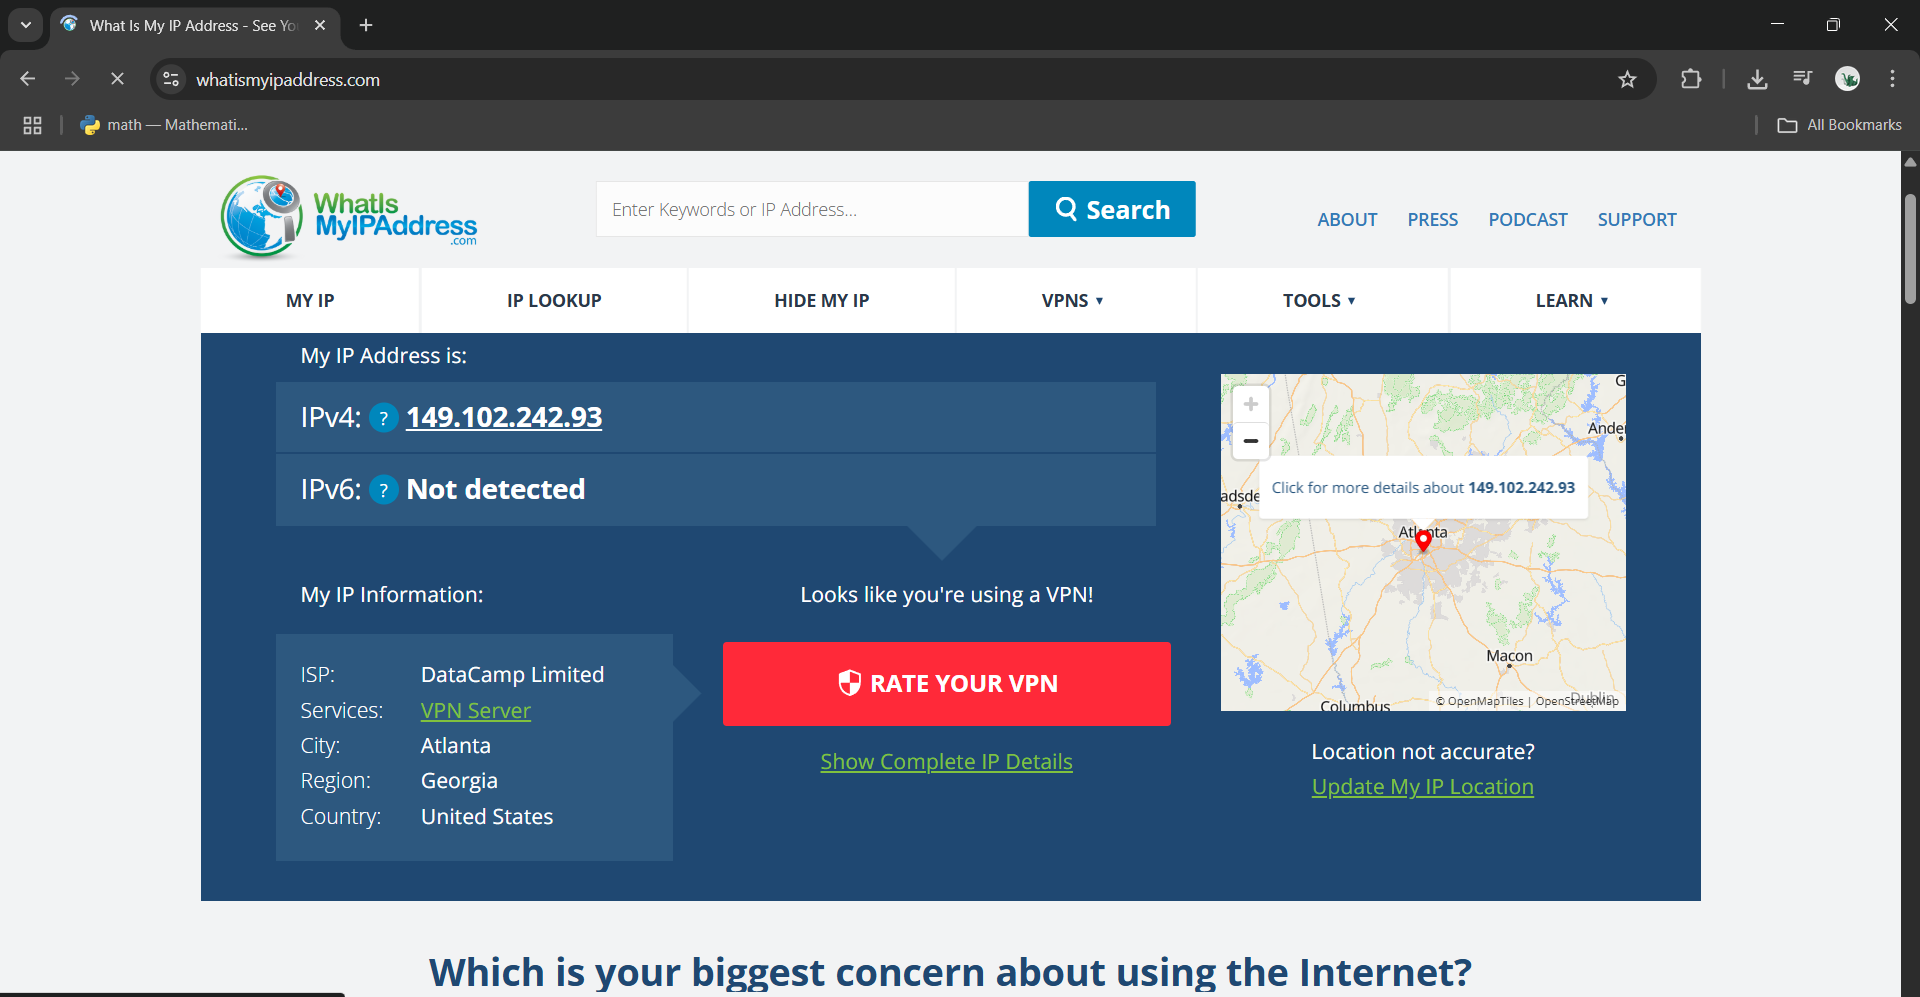 What Is My IP Address - See Yo
whatismyipaddress.com
math — Mathemati...
All Bookmarks
WhatIs
MyIPAddress
.com
Enter Keywords or IP Address...
Search
ABOUT PRESS PODCAST SUPPORT
MY IP IP LOOKUP HIDE MY IP VPNS ▾ TOOLS ▾ LEARN ▾
My IP Address is:
IPv4: ? 149.102.242.93
IPv6: ? Not detected
My IP Information:
ISP: DataCamp Limited
Services: VPN Server
City: Atlanta
Region: Georgia
Country: United States
Looks like you're using a VPN!
RATE YOUR VPN
Show Complete IP Details
+
−
G
Ander
adsde
Click for more details about 149.102.242.93
Atlanta
Macon
Dublin
Columbus
© OpenMapTiles | OpenStreetMap
Location not accurate?
Update My IP Location
Which is your biggest concern about using the Internet?